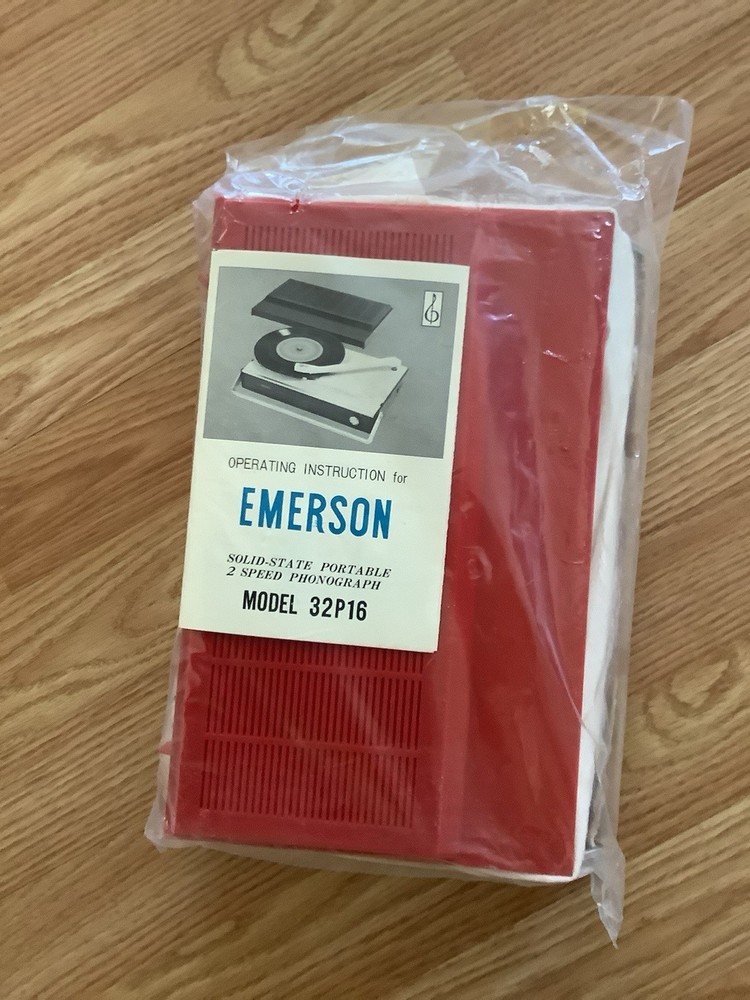 OPERATING INSTRUCTION for
EMERSON
SOLID-STATE PORTABLE
2 SPEED PHONOGRAPH
MODEL 32P16